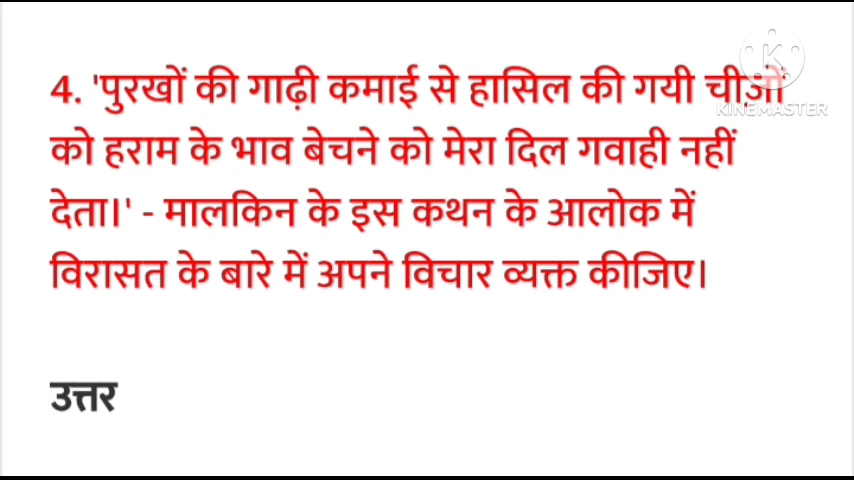 4. 'पुरखों की गाढ़ी कमाई से हासिल की गयी चीज़ों
को हराम के भाव बेचने को मेरा दिल गवाही नहीं
देता।' - मालकिन के इस कथन के आलोक में
विरासत के बारे में अपने विचार व्यक्त कीजिए।
उत्तर
K
KINEMASTER